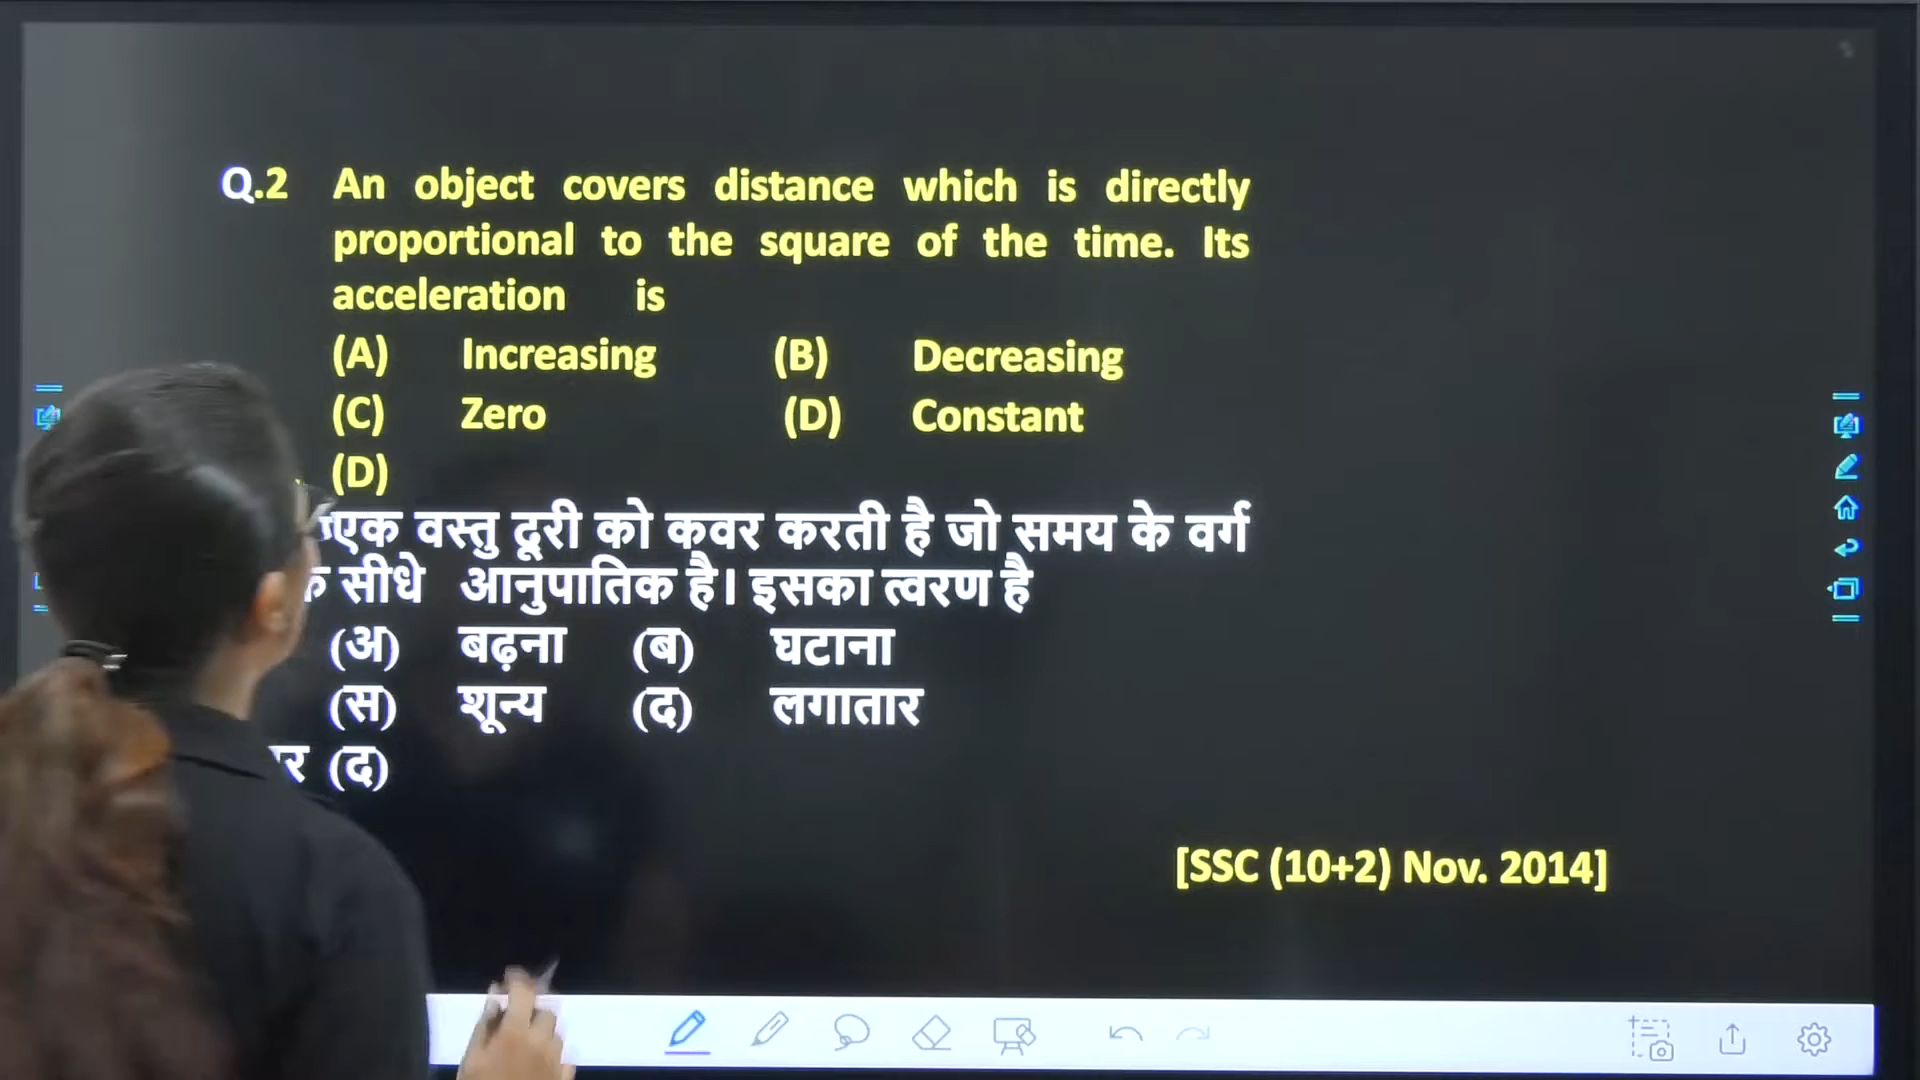 Q.2 An object covers distance which is directly
proportional to the square of the time. Its
acceleration is
(A) Increasing (B) Decreasing
(C) Zero (D) Constant
(D)
एक वस्तु दूरी को कवर करती है जो समय के वर्ग
सीधे आनुपातिक है। इसका त्वरण है
(अ) बढ़ना (ब) घटाना
(स) शून्य (द) लगातार
(द)
[SSC (10+2) Nov. 2014]